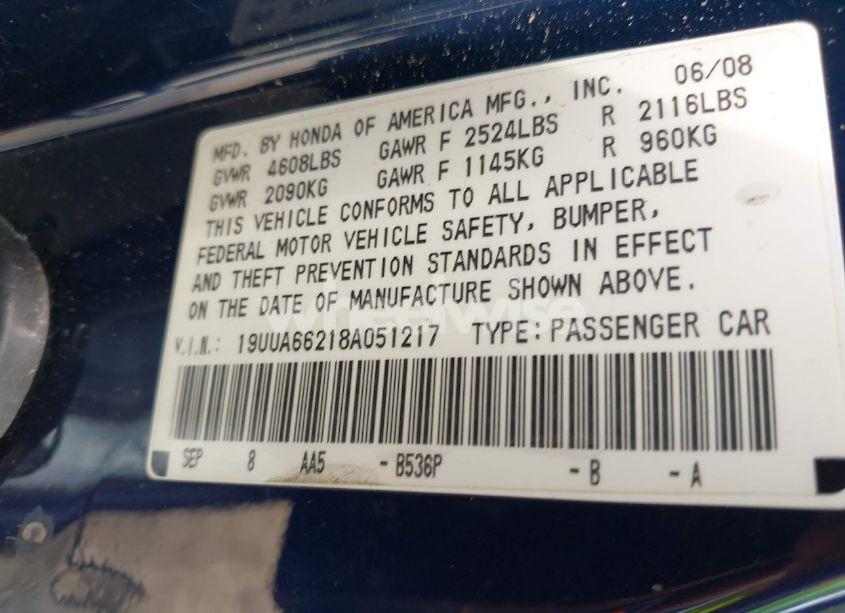 MFD. BY HONDA OF AMERICA MFG., INC. 06/08
GVWR 4608LBS GAWR F 2524LBS R 2116LBS
GVWR 2090KG GAWR F 1145KG R 960KG
THIS VEHICLE CONFORMS TO ALL APPLICABLE
FEDERAL MOTOR VEHICLE SAFETY, BUMPER,
AND THEFT PREVENTION STANDARDS IN EFFECT
ON THE DATE OF MANUFACTURE SHOWN ABOVE.
wheelwise
V.I.N.: 19UUA66218A051217 TYPE: PASSENGER CAR
SEP 8 AA5 - B536P - B - A